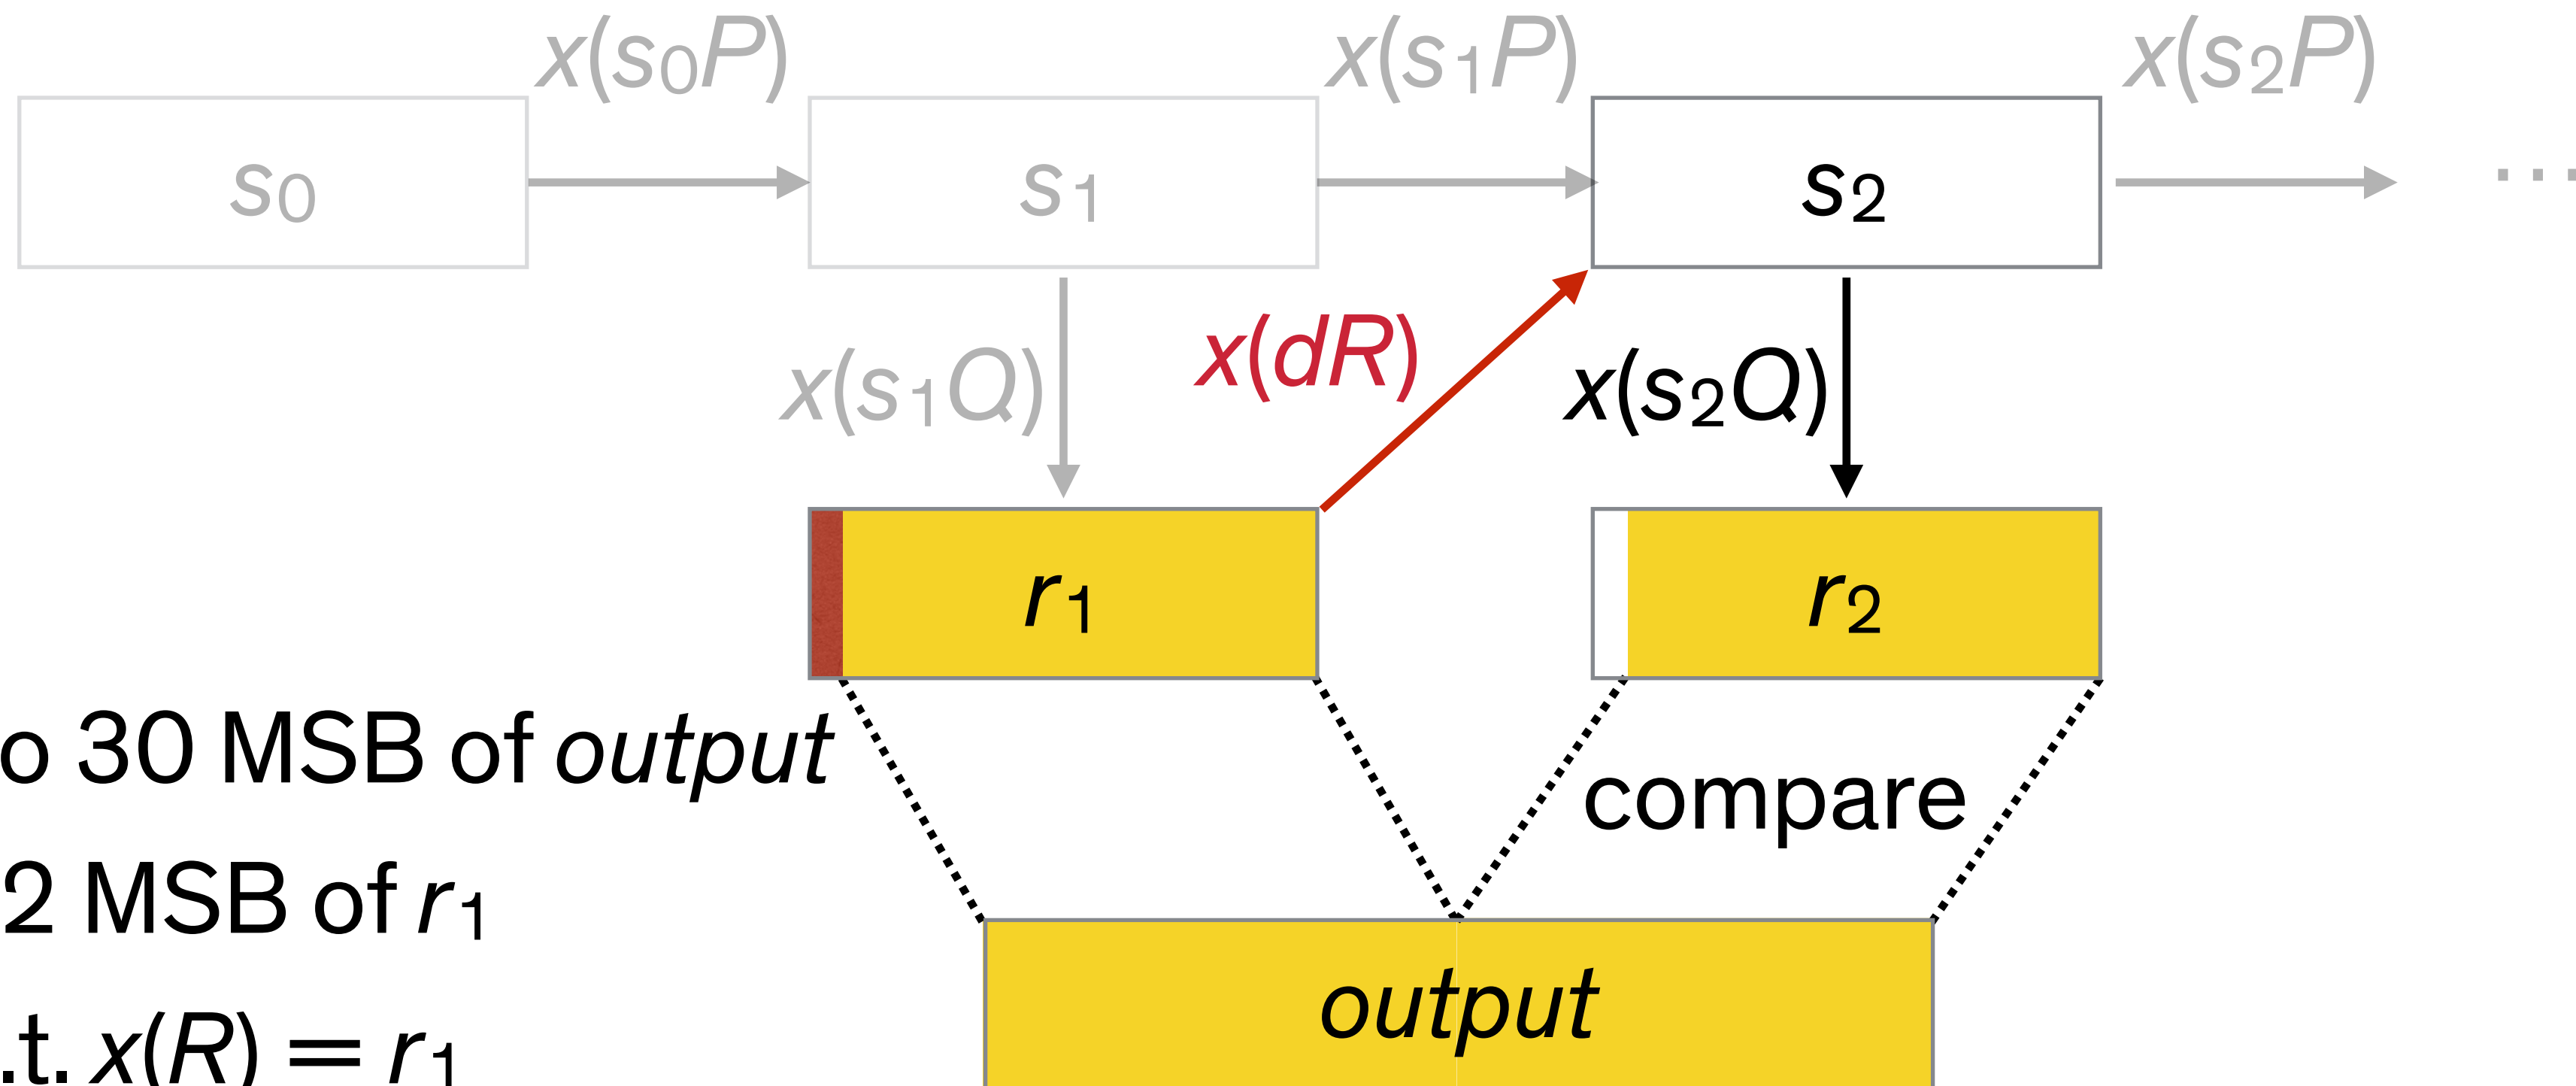 x(s₀P) x(s₁P) x(s₂P)
s₀ s₁ s₂ ...
x(s₁Q) x(dR) x(s₂Q)
r₁ r₂
o 30 MSB of output
compare
2 MSB of r₁
output
.t. x(R) = r₁